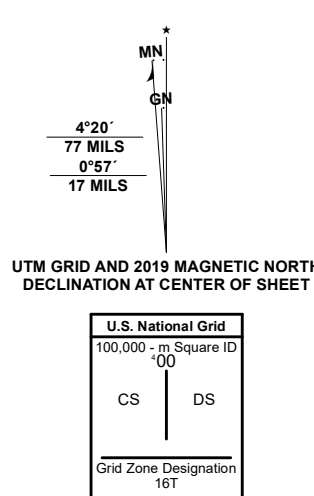 ★
MN
GN
4°20´
77 MILS
0°57´
17 MILS
UTM GRID AND 2019 MAGNETIC NORTH
DECLINATION AT CENTER OF SHEET
U.S. National Grid
100,000 - m Square ID
⁴00
CS DS
Grid Zone Designation
16T